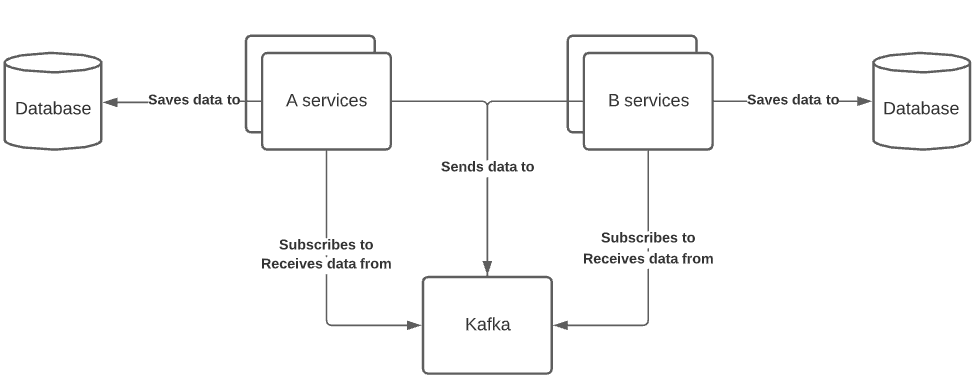 Database
Saves data to
A services
B services
Saves data to
Database
Sends data to
Subscribes to
Receives data from
Subscribes to
Receives data from
Kafka